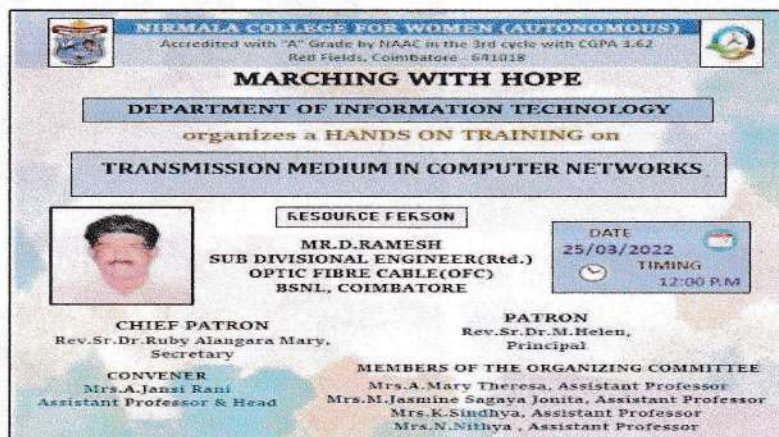 NIRMALA COLLEGE FOR WOMEN (AUTONOMOUS)
Accredited with "A" Grade by NAAC in the 3rd cycle with CGPA 3.62
Red Fields, Coimbatore - 641018
MARCHING WITH HOPE
DEPARTMENT OF INFORMATION TECHNOLOGY
organizes a HANDS ON TRAINING on
TRANSMISSION MEDIUM IN COMPUTER NETWORKS
RESOURCE PERSON
MR.D.RAMESH
SUB DIVISIONAL ENGINEER(Rtd.)
OPTIC FIBRE CABLE(OFC)
BSNL, COIMBATORE
DATE
25/03/2022
TIMING
12:00 P.M
CHIEF PATRON
Rev.Sr.Dr.Ruby Alangara Mary,
Secretary
PATRON
Rev.Sr.Dr.M.Helen,
Principal
CONVENER
Mrs.A.Jansi Rani
Assistant Professor & Head
MEMBERS OF THE ORGANIZING COMMITTEE
Mrs.A.Mary Theresa, Assistant Professor
Mrs.M.Jasmine Sagaya Jonita, Assistant Professor
Mrs.K.Sindhya, Assistant Professor
Mrs.N.Nithya , Assistant Professor